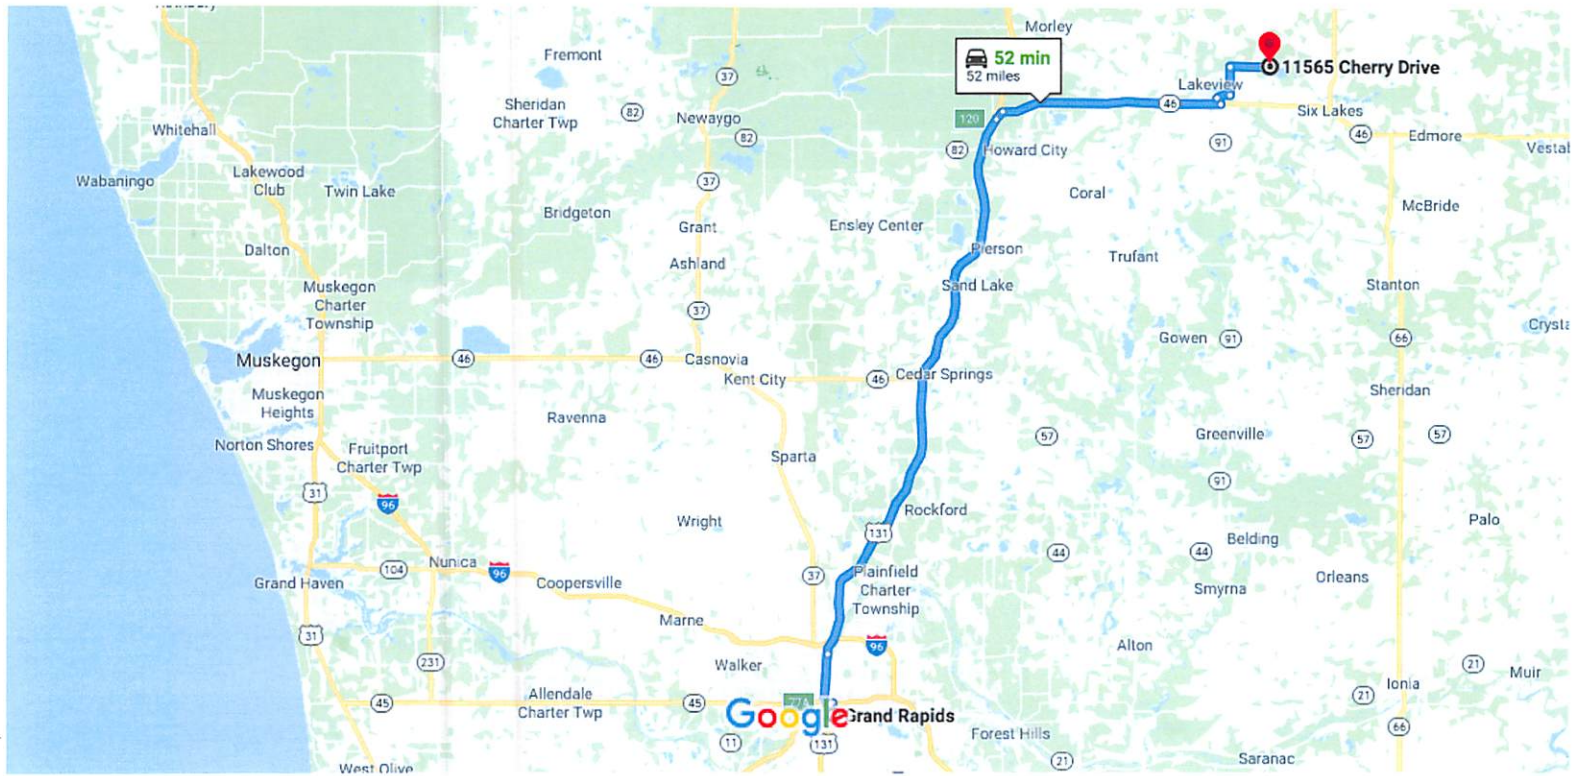 Morley
Fremont
52 min
52 miles
11565 Cherry Drive
37
Lakeview
Sheridan
Charter Twp
82
Newaygo
82
120
46
Six Lakes
Whitehall
46
Edmore
82
Howard City
91
Lakewood
Club
Wabaningo
Twin Lake
37
Coral
Bridgeton
McBride
Grant
Ensley Center
Dalton
Pierson
Trufant
Ashland
Muskegon
Charter
Township
Sand Lake
Stanton
37
Gowen
91
66
Muskegon
46
46
Casnovia
Kent City
46
Cedar Springs
Sheridan
Muskegon
Heights
Ravenna
Norton Shores
Fruitport
Charter Twp
57
Greenville
57
57
Sparta
31
96
91
Wright
Rockford
Palo
131
Belding
44
44
Nunica
104
96
Grand Haven
Coopersville
37
Plainfield
Charter
Township
Smyrna
Orleans
Marne
31
96
Alton
231
Walker
21
Muir
45
Allendale
Charter Twp
45
77A
Google
Grand Rapids
Ionia
21
66
11
131
Forest Hills
21
Saranac
West Olive